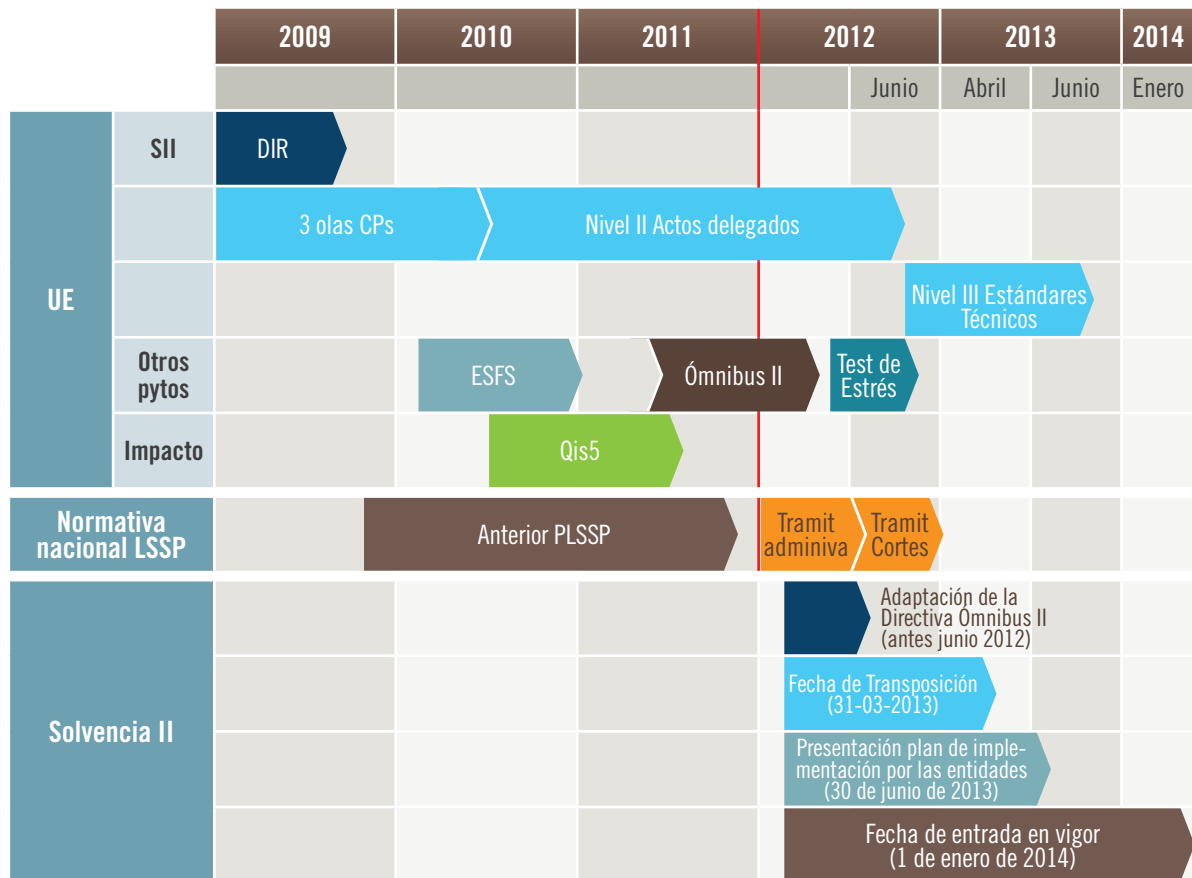 2009
2010
2011
2012
2013
2014
Junio
Abril
Junio
Enero
UE
SII
DIR
3 olas CPs
Nivel II Actos delegados
Nivel III Estándares
Técnicos
Otros
pytos
ESFS
Ómnibus II
Test de
Estrés
Impacto
Qis5
Normativa
nacional LSSP
Anterior PLSSP
Tramit
adminiva
Tramit
Cortes
Solvencia II
Adaptación de la
Directiva Ómnibus II
(antes junio 2012)
Fecha de Transposición
(31-03-2013)
Presentación plan de imple-
mentación por las entidades
(30 de junio de 2013)
Fecha de entrada en vigor
(1 de enero de 2014)